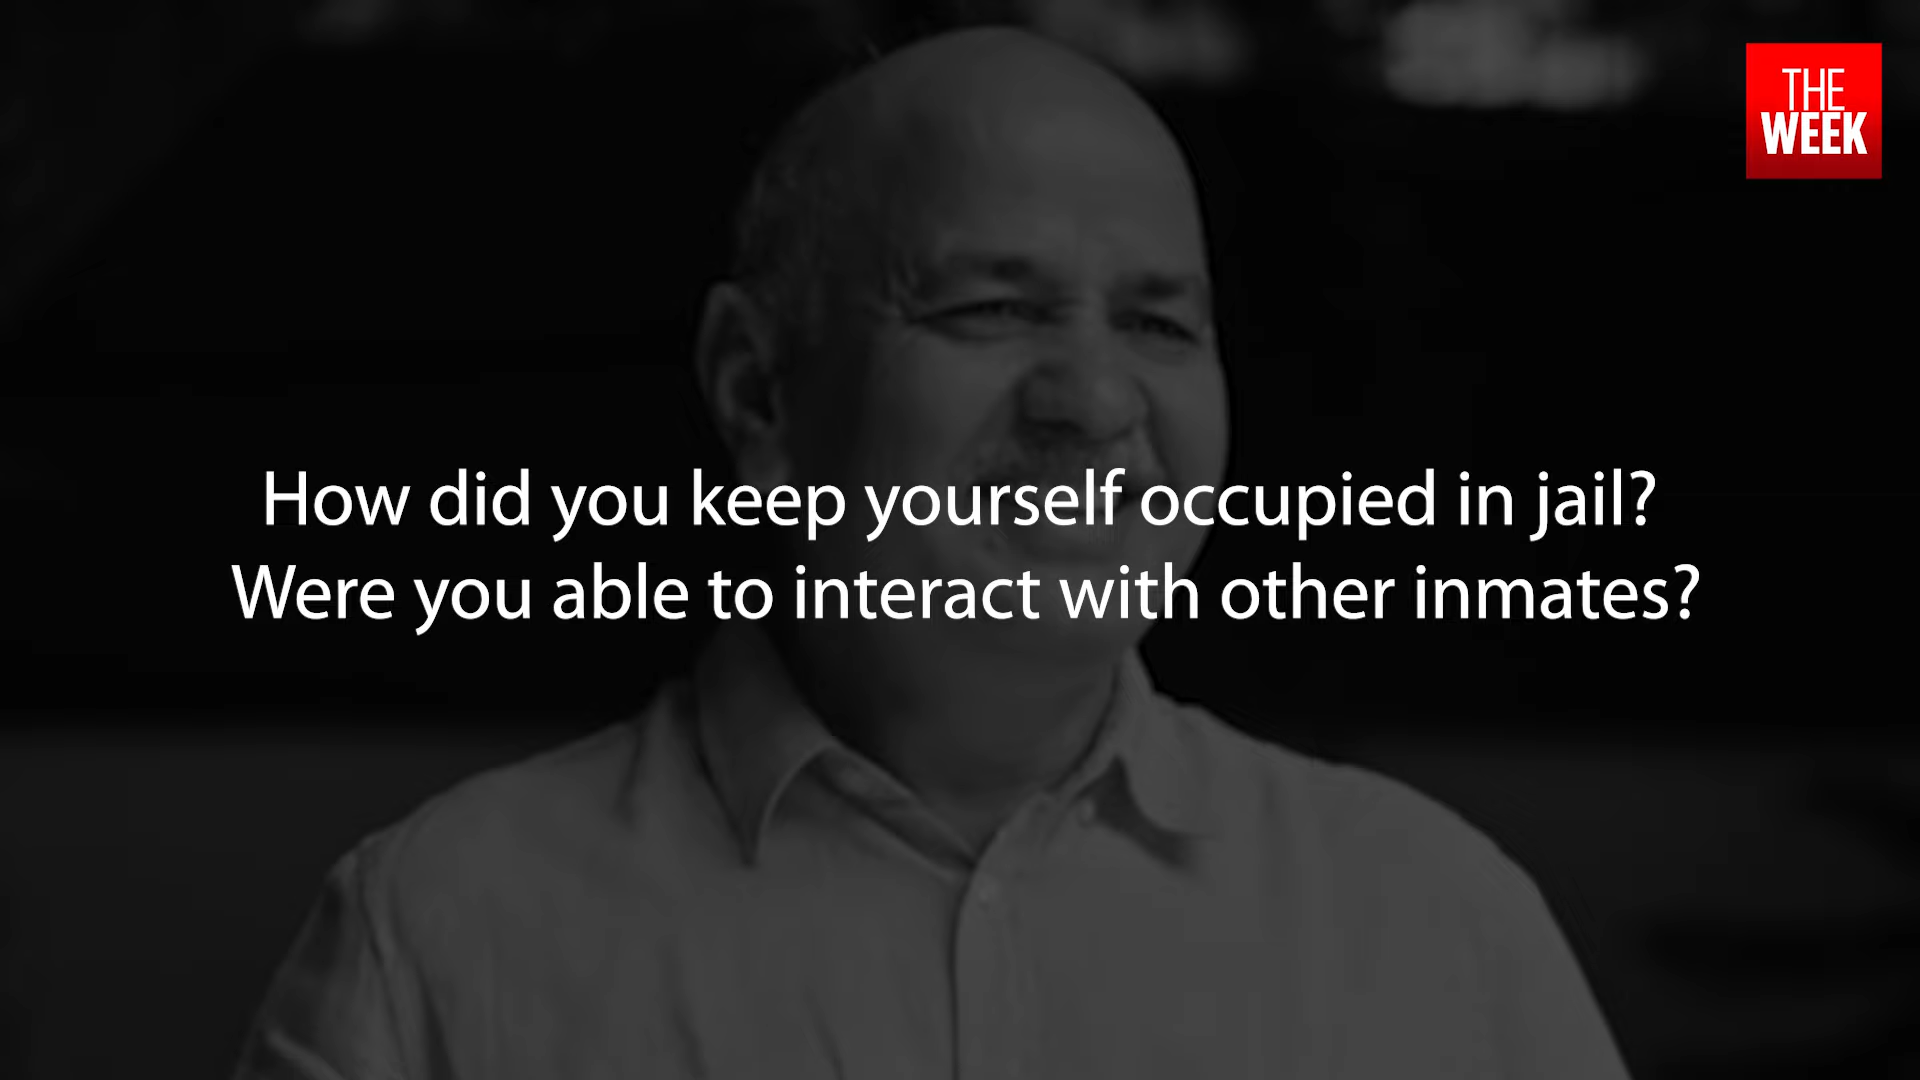 THE
WEEK
How did you keep yourself occupied in jail?
Were you able to interact with other inmates?